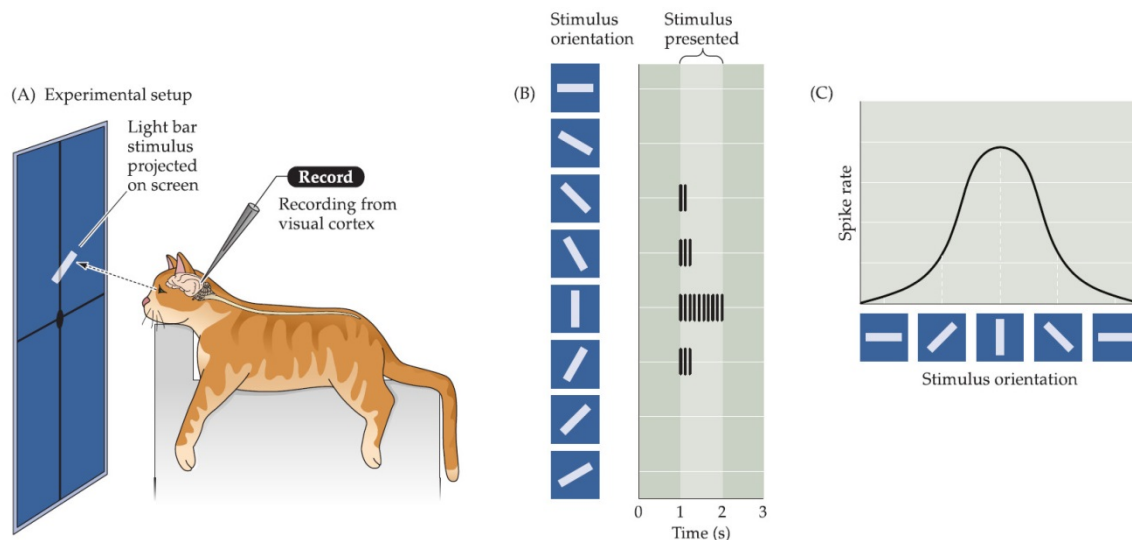 (A) Experimental setup
Light bar
stimulus
projected
on screen
Record
Recording from
visual cortex
(B)
Stimulus
orientation
Stimulus
presented
0 1 2 3
Time (s)
(C)
Spike rate
Stimulus orientation